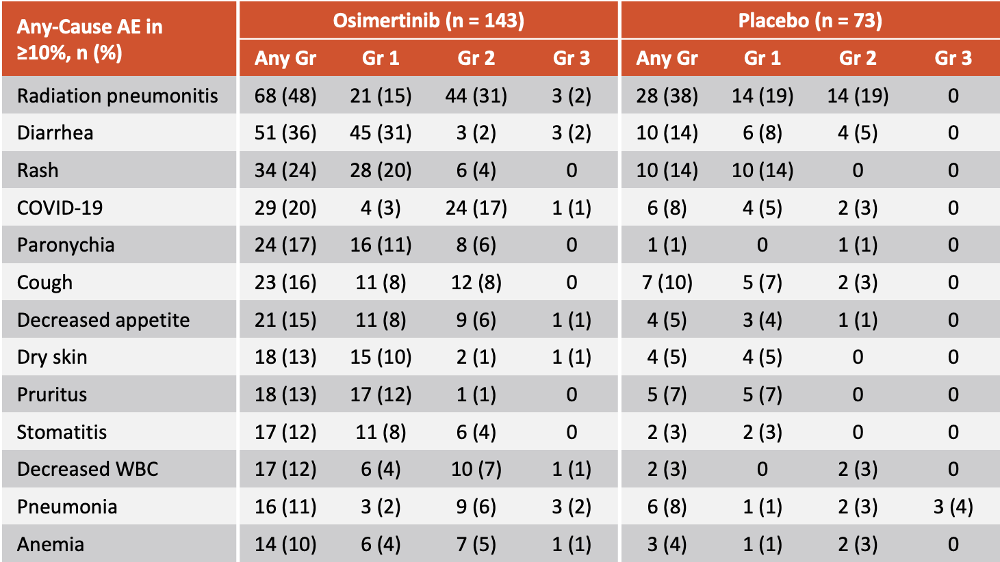 Any-Cause AE in ≥10%, n (%) Osimertinib (n = 143) Placebo (n = 73)
Any Gr Gr 1 Gr 2 Gr 3 Any Gr Gr 1 Gr 2 Gr 3
Radiation pneumonitis 68 (48) 21 (15) 44 (31) 3 (2) 28 (38) 14 (19) 14 (19) 0
Diarrhea 51 (36) 45 (31) 3 (2) 3 (2) 10 (14) 6 (8) 4 (5) 0
Rash 34 (24) 28 (20) 6 (4) 0 10 (14) 10 (14) 0 0
COVID-19 29 (20) 4 (3) 24 (17) 1 (1) 6 (8) 4 (5) 2 (3) 0
Paronychia 24 (17) 16 (11) 8 (6) 0 1 (1) 0 1 (1) 0
Cough 23 (16) 11 (8) 12 (8) 0 7 (10) 5 (7) 2 (3) 0
Decreased appetite 21 (15) 11 (8) 9 (6) 1 (1) 4 (5) 3 (4) 1 (1) 0
Dry skin 18 (13) 15 (10) 2 (1) 1 (1) 4 (5) 4 (5) 0 0
Pruritus 18 (13) 17 (12) 1 (1) 0 5 (7) 5 (7) 0 0
Stomatitis 17 (12) 11 (8) 6 (4) 0 2 (3) 2 (3) 0 0
Decreased WBC 17 (12) 6 (4) 10 (7) 1 (1) 2 (3) 0 2 (3) 0
Pneumonia 16 (11) 3 (2) 9 (6) 3 (2) 6 (8) 1 (1) 2 (3) 3 (4)
Anemia 14 (10) 6 (4) 7 (5) 1 (1) 3 (4) 1 (1) 2 (3) 0